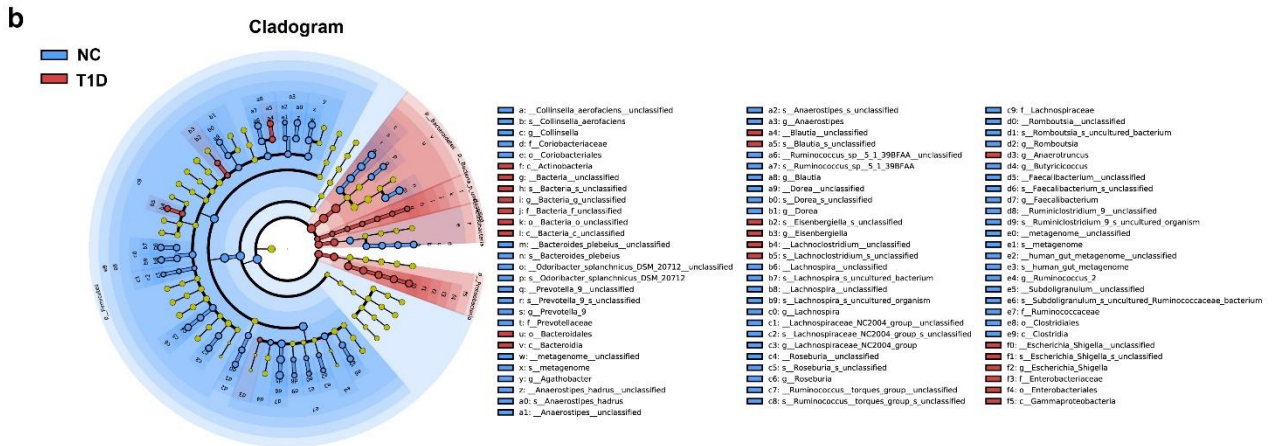 b
Cladogram
NC
T1D
p__Bacteroidetes
p__Firmicutes
p__Proteobacteria
a: __Collinsella_aerofaciens__unclassified
b: s__Collinsella_aerofaciens
c: g__Collinsella
d: f__Coriobacteriaceae
e: o__Coriobacteriales
f: c__Actinobacteria
g: __Bacteria__unclassified
h: s__Bacteria_s_unclassified
i: g__Bacteria_g_unclassified
j: f__Bacteria_f_unclassified
k: o__Bacteria_o_unclassified
l: c__Bacteria_c_unclassified
m: __Bacteroides_plebeius__unclassified
n: s__Bacteroides_plebeius
o: __Odoribacter_splanchnicus_DSM_20712__unclassified
p: s__Odoribacter_splanchnicus_DSM_20712
q: __Prevotella_9__unclassified
r: s__Prevotella_9_s_unclassified
s: g__Prevotella_9
t: f__Prevotellaceae
u: o__Bacteroidales
v: c__Bacteroidia
w: __metagenome__unclassified
x: s__metagenome
y: g__Agathobacter
z: __Anaerostipes_hadrus__unclassified
a0: s__Anaerostipes_hadrus
a1: __Anaerostipes__unclassified
a2: s__Anaerostipes_s_unclassified
a3: g__Anaerostipes
a4: __Blautia__unclassified
a5: s__Blautia_s_unclassified
a6: __Ruminococcus_sp__5_1_39BFAA__unclassified
a7: s__Ruminococcus_sp__5_1_39BFAA
a8: g__Blautia
a9: __Dorea__unclassified
b0: s__Dorea_s_unclassified
b1: g__Dorea
b2: s__Eisenbergiella_s_unclassified
b3: g__Eisenbergiella
b4: __Lachnoclostridium__unclassified
b5: s__Lachnoclostridium_s_unclassified
b6: __Lachnospira__unclassified
b7: s__Lachnospira_s_uncultured_bacterium
b8: __Lachnospira__unclassified
b9: s__Lachnospira_s_uncultured_organism
c0: g__Lachnospira
c1: __Lachnospiraceae_NC2004_group__unclassified
c2: s__Lachnospiraceae_NC2004_group_s_unclassified
c3: g__Lachnospiraceae_NC2004_group
c4: __Roseburia__unclassified
c5: s__Roseburia_s_unclassified
c6: g__Roseburia
c7: __Ruminococcus__torques_group__unclassified
c8: s__Ruminococcus__torques_group_s_unclassified
c9: f__Lachnospiraceae
d0: __Romboutsia__unclassified
d1: s__Romboutsia_s_uncultured_bacterium
d2: g__Romboutsia
d3: g__Anaerotruncus
d4: g__Butyricicoccus
d5: __Faecalibacterium__unclassified
d6: s__Faecalibacterium_s_unclassified
d7: g__Faecalibacterium
d8: __Ruminiclostridium_9__unclassified
d9: s__Ruminiclostridium_9_s_uncultured_organism
e0: __metagenome__unclassified
e1: s__metagenome
e2: __human_gut_metagenome__unclassified
e3: s__human_gut_metagenome
e4: g__Ruminococcus_2
e5: __Subdoligranulum__unclassified
e6: s__Subdoligranulum_s_uncultured_Ruminococcaceae_bacterium
e7: f__Ruminococcaceae
e8: o__Clostridiales
e9: c__Clostridia
f0: __Escherichia_Shigella__unclassified
f1: s__Escherichia_Shigella_s_unclassified
f2: g__Escherichia_Shigella
f3: f__Enterobacteriaceae
f4: o__Enterobacteriales
f5: c__Gammaproteobacteria